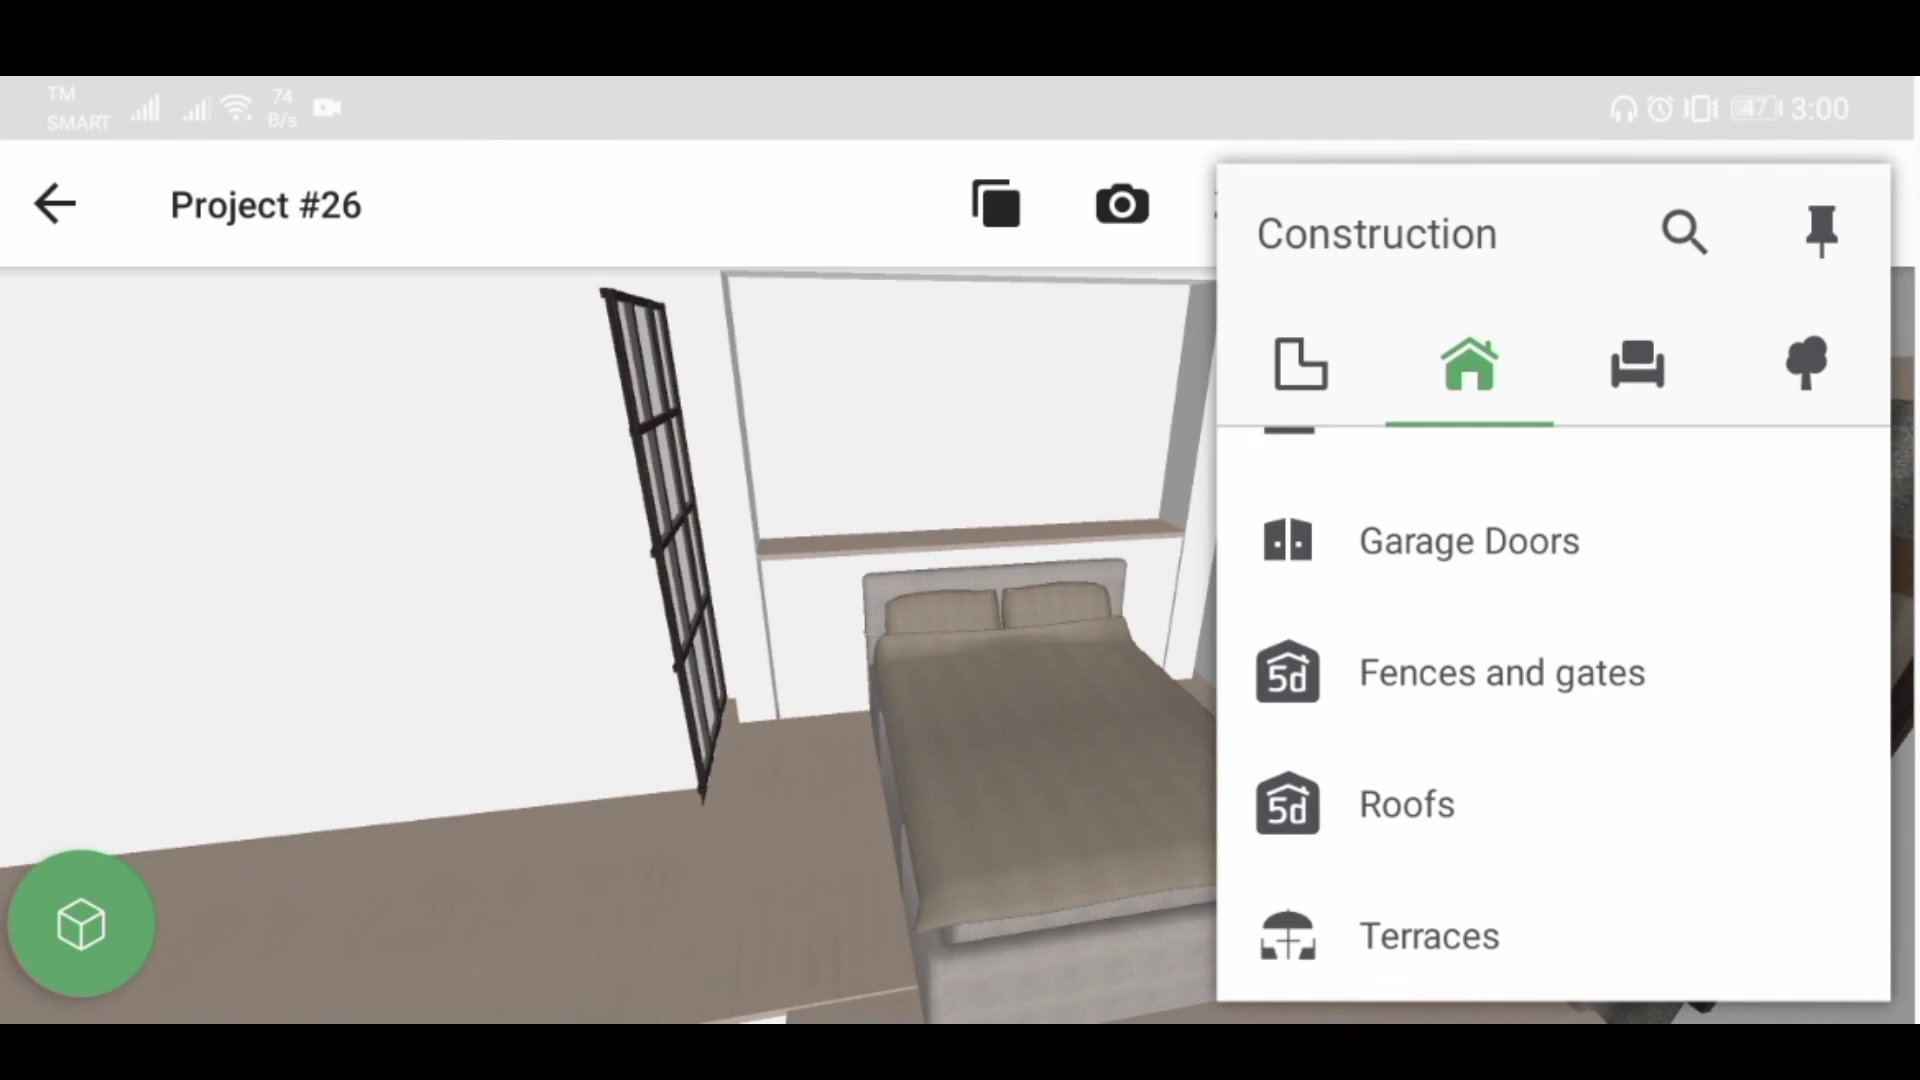 TM
SMART
74
B/s
47
3:00
Project #26
Construction
Garage Doors
5d
Fences and gates
5d
Roofs
Terraces